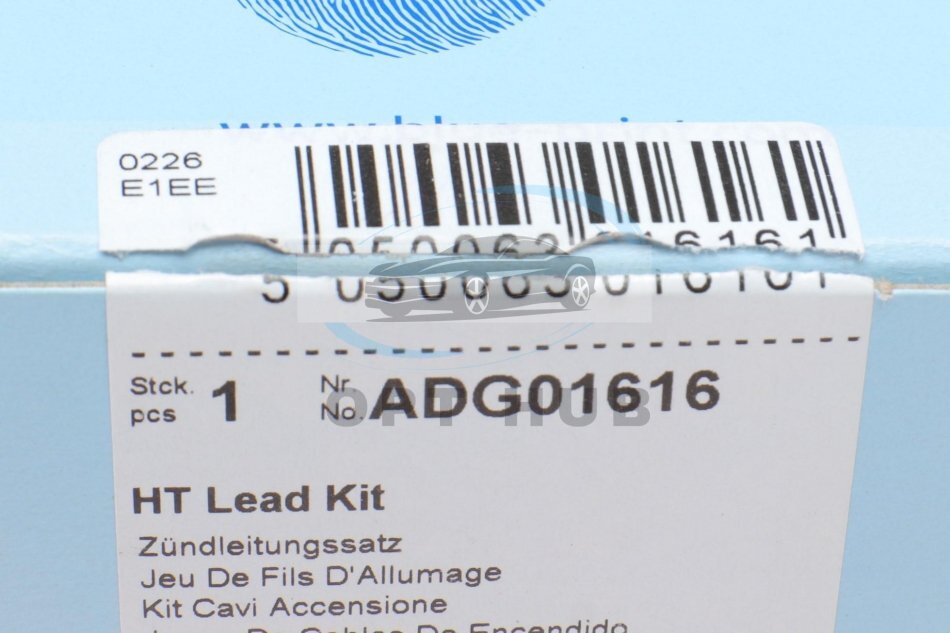 0226
E1EE
5 050063 016161
Stck. pcs 1 Nr. No. ADG01616
OPT HUB
HT Lead Kit
Zündleitungssatz
Jeu De Fils D'Allumage
Kit Cavi Accensione